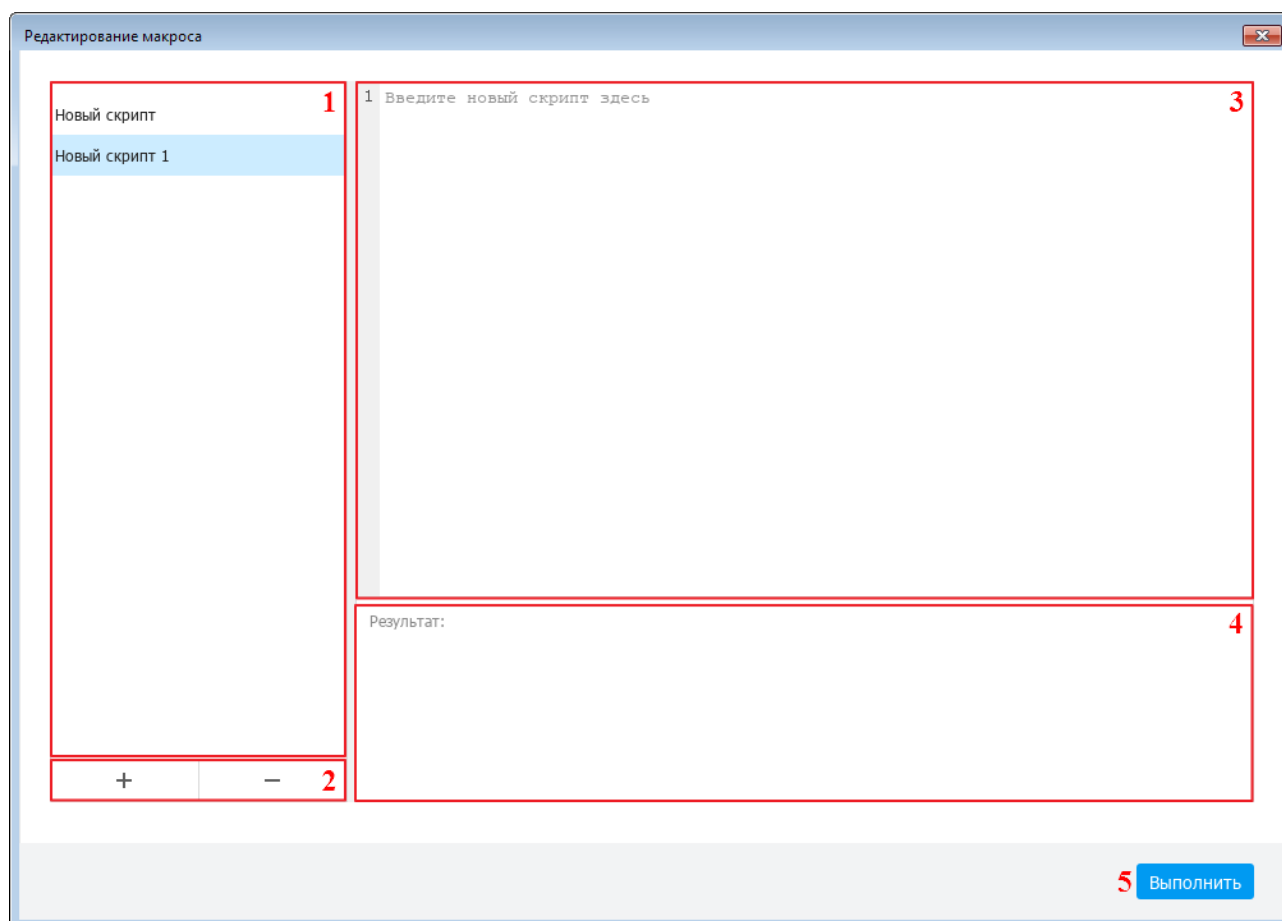 Редактирование макроса
1
Новый скрипт
Новый скрипт 1
+ − 2
1 Введите новый скрипт здесь 3
Результат: 4
5 Выполнить